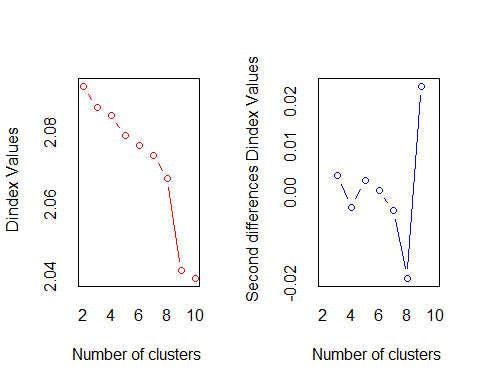 Dindex Values
2.04 2.06 2.08
2 4 6 8 10
Number of clusters
Second differences Dindex Values
-0.02 0.00 0.01 0.02
2 4 6 8 10
Number of clusters